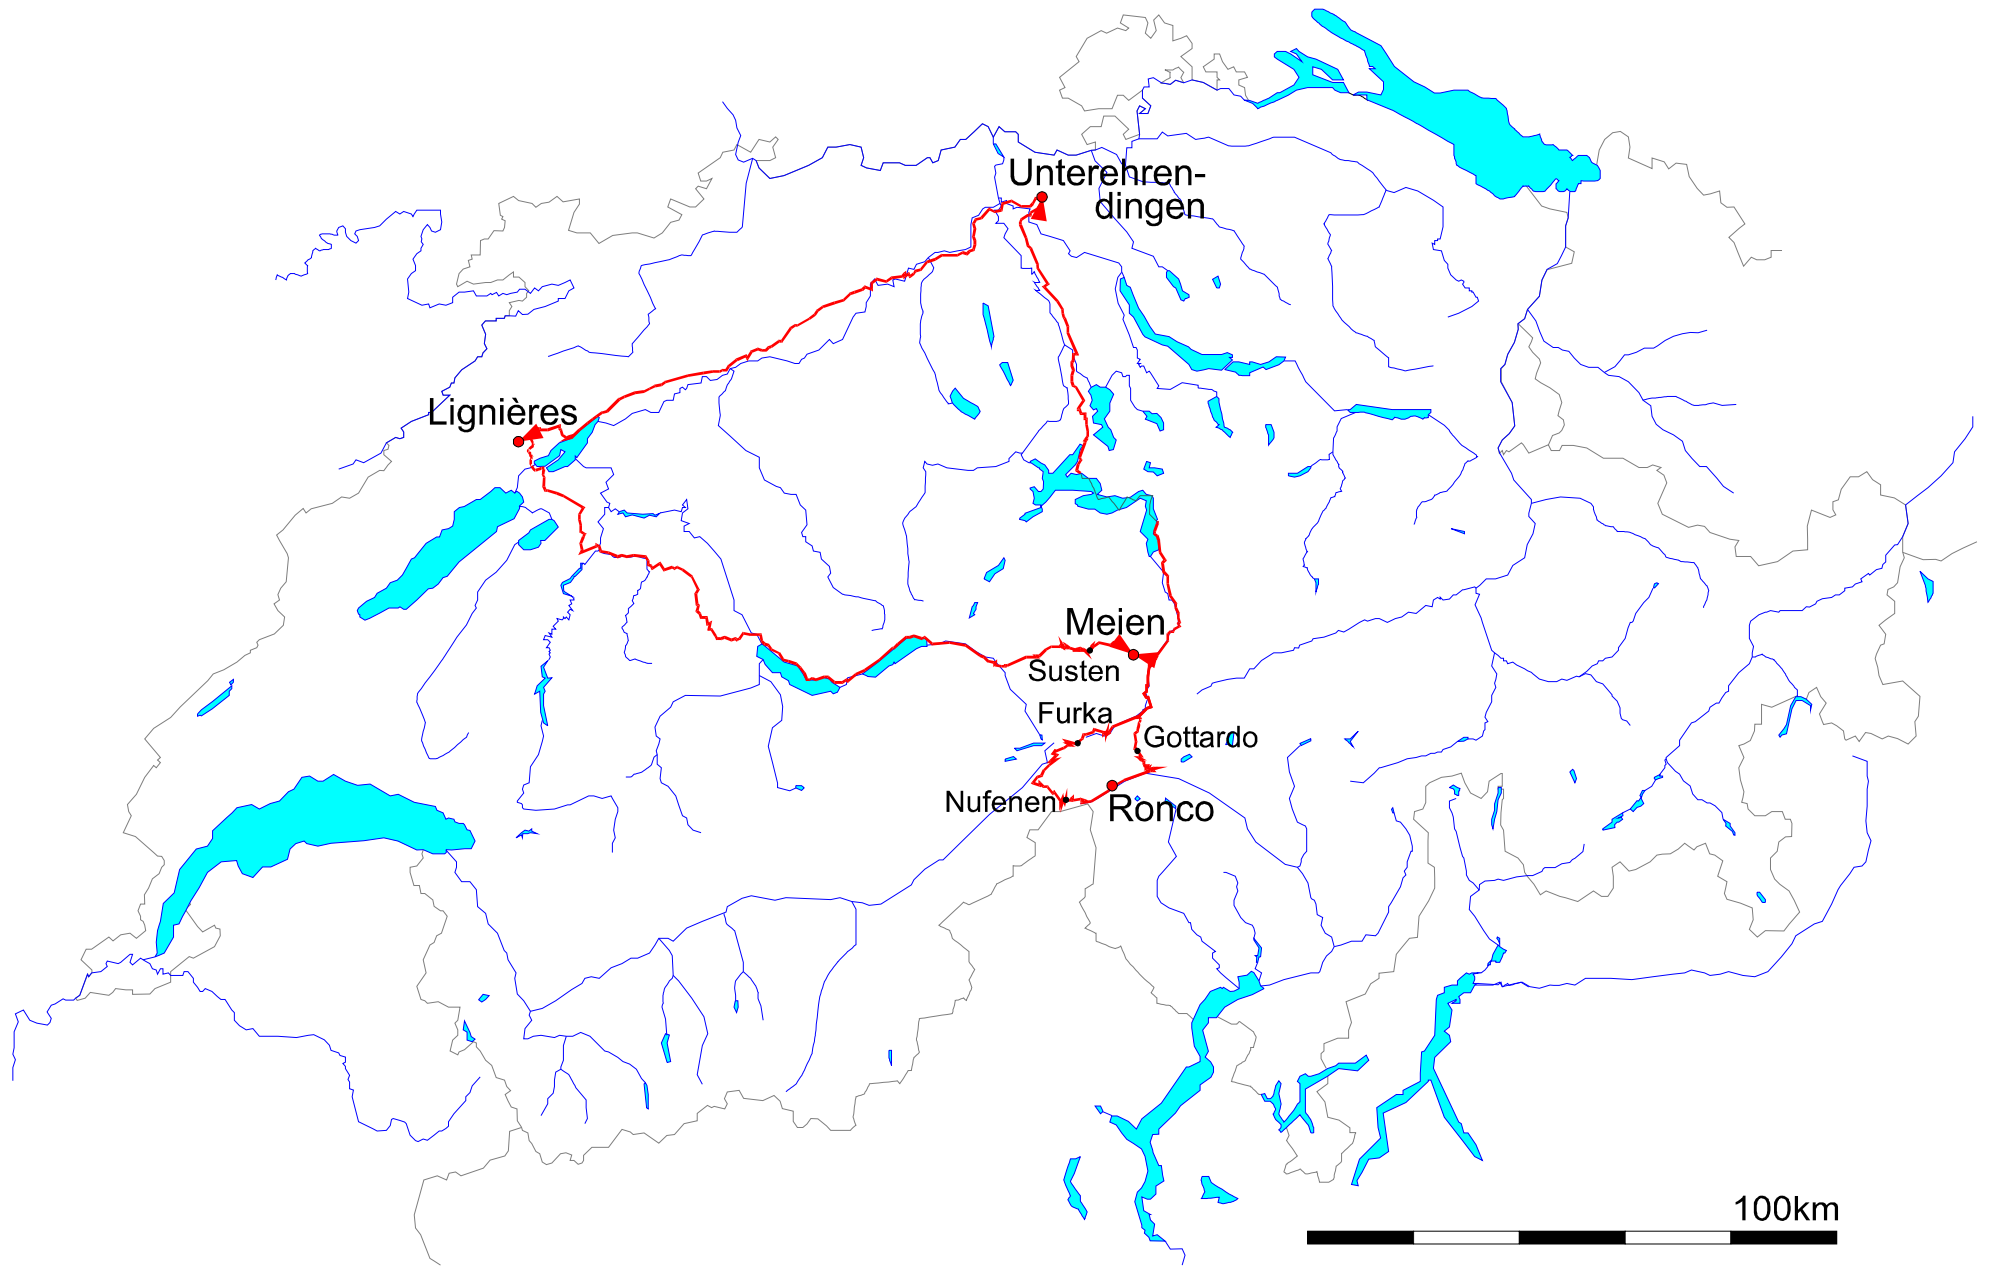 Unterehren-
dingen
Lignières
Meien
Susten
Furka
Gottardo
Nufenen
Ronco
100km